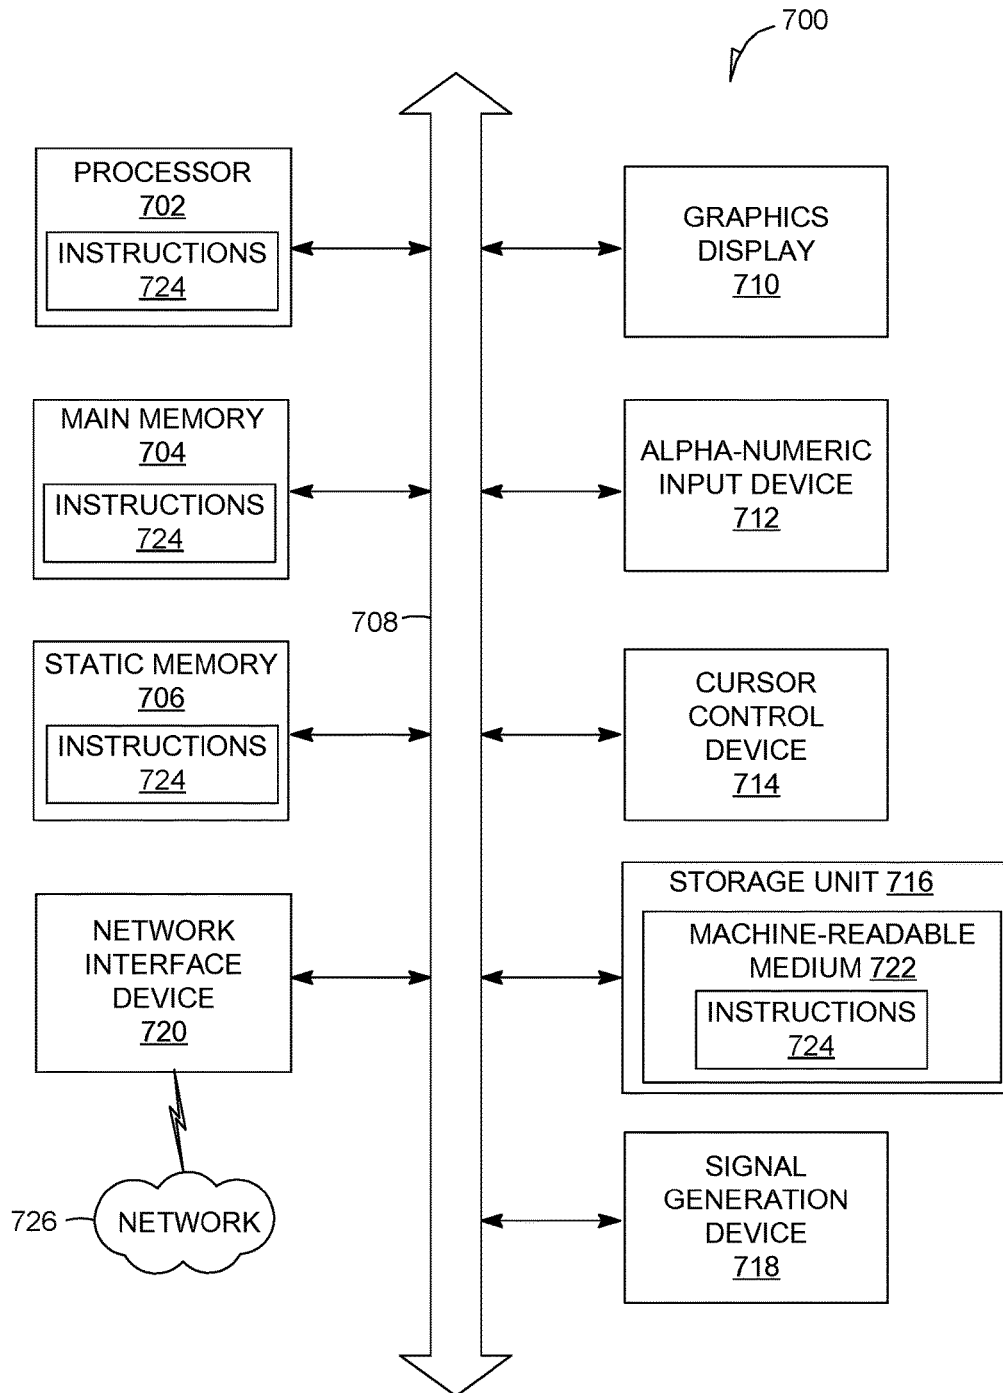 700
PROCESSOR
702
INSTRUCTIONS
724
GRAPHICS
DISPLAY
710
MAIN MEMORY
704
INSTRUCTIONS
724
ALPHA-NUMERIC
INPUT DEVICE
712
708
STATIC MEMORY
706
INSTRUCTIONS
724
CURSOR
CONTROL
DEVICE
714
NETWORK
INTERFACE
DEVICE
720
STORAGE UNIT 716
MACHINE-READABLE
MEDIUM 722
INSTRUCTIONS
724
726
NETWORK
SIGNAL
GENERATION
DEVICE
718